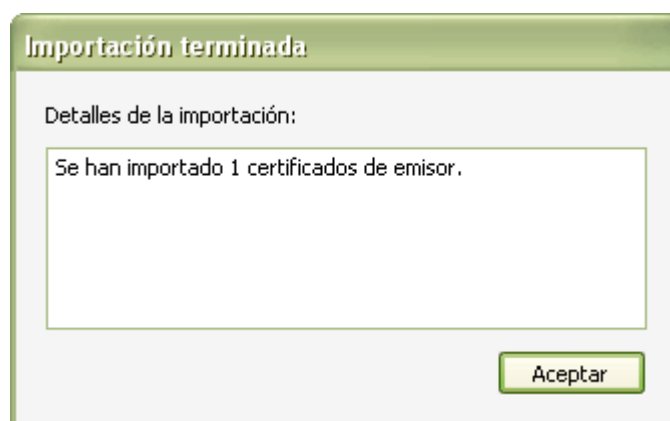 Importación terminada
Detalles de la importación:
Se han importado 1 certificados de emisor.
Aceptar